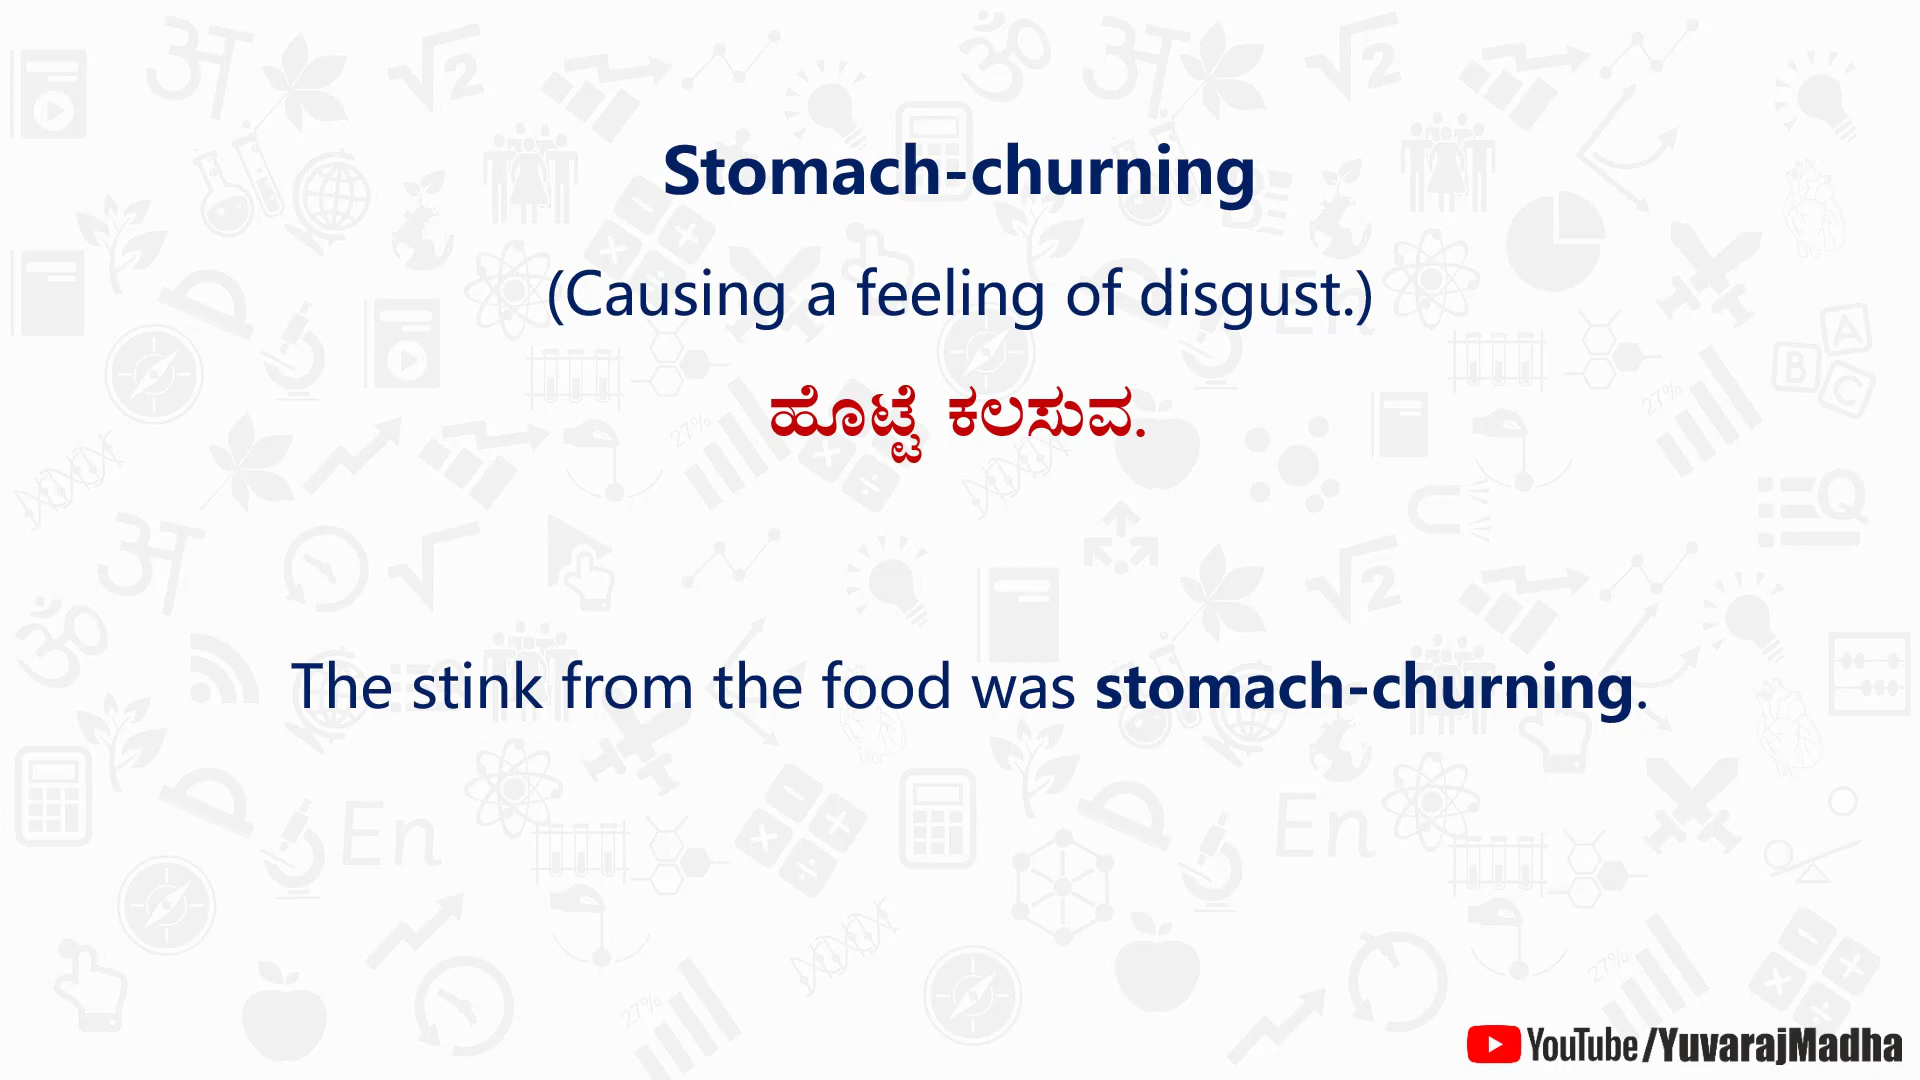 Stomach-churning
(Causing a feeling of disgust.)
ಹೊಟ್ಟೆ ಕಲಸುವ.
The stink from the food was stomach-churning.
YouTube/YuvarajMadha